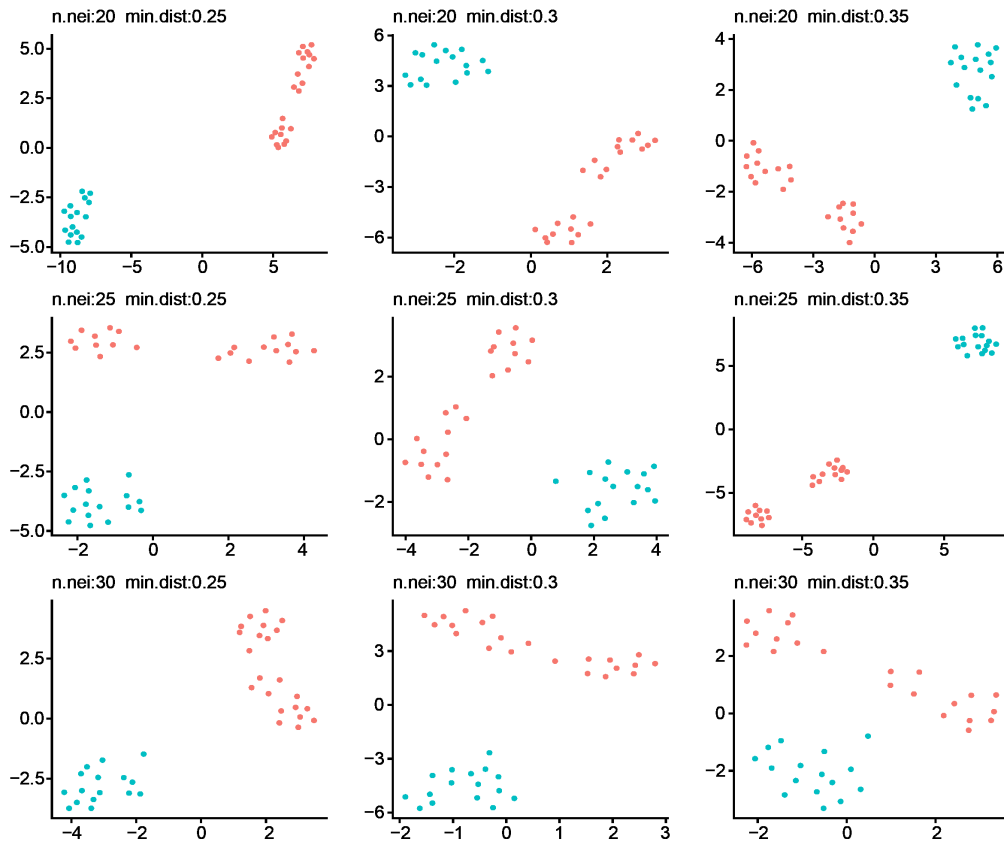 n.nei:20 min.dist:0.25
n.nei:20 min.dist:0.3
n.nei:20 min.dist:0.35
5.0
2.5
0.0
−2.5
−5.0
−10 −5 0 5
6
3
0
−3
−6
−2 0 2
4
2
0
−2
−4
−6 −3 0 3 6
n.nei:25 min.dist:0.25
n.nei:25 min.dist:0.3
n.nei:25 min.dist:0.35
2.5
0.0
−2.5
−5.0
−2 0 2 4
2
0
−2
−4 −2 0 2 4
5
0
−5
−5 0 5
n.nei:30 min.dist:0.25
n.nei:30 min.dist:0.3
n.nei:30 min.dist:0.35
2.5
0.0
−2.5
−4 −2 0 2
3
0
−3
−6
−2 −1 0 1 2 3
2
0
−2
−2 0 2